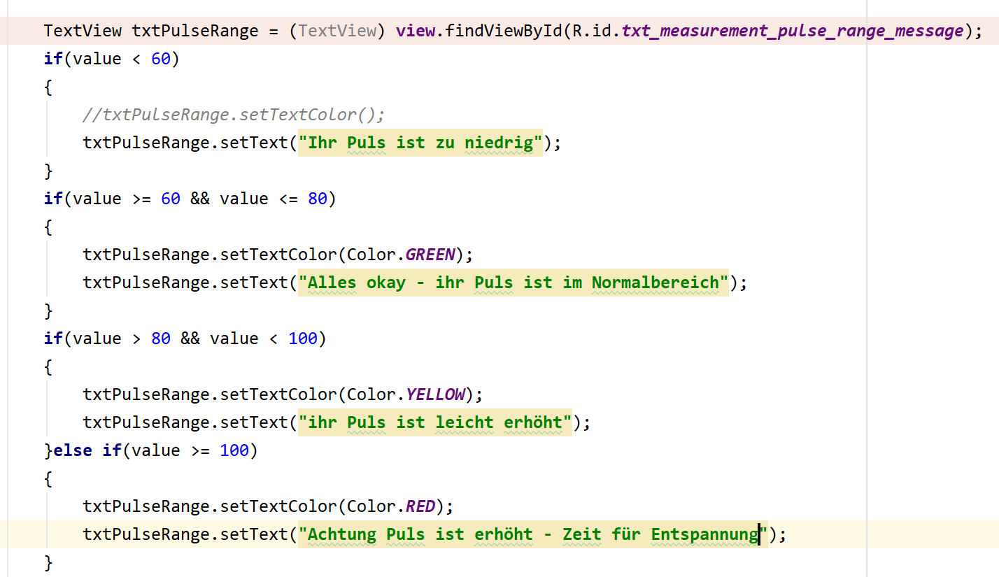 TextView txtPulseRange = (TextView) view.findViewById(R.id.txt_measurement_pulse_range_message);
if(value < 60)
{
    //txtPulseRange.setTextColor();
    txtPulseRange.setText("Ihr Puls ist zu niedrig");
}
if(value >= 60 && value <= 80)
{
    txtPulseRange.setTextColor(Color.GREEN);
    txtPulseRange.setText("Alles okay - ihr Puls ist im Normalbereich");
}
if(value > 80 && value < 100)
{
    txtPulseRange.setTextColor(Color.YELLOW);
    txtPulseRange.setText("ihr Puls ist leicht erhöht");
}else if(value >= 100)
{
    txtPulseRange.setTextColor(Color.RED);
    txtPulseRange.setText("Achtung Puls ist erhöht - Zeit für Entspannung");
}